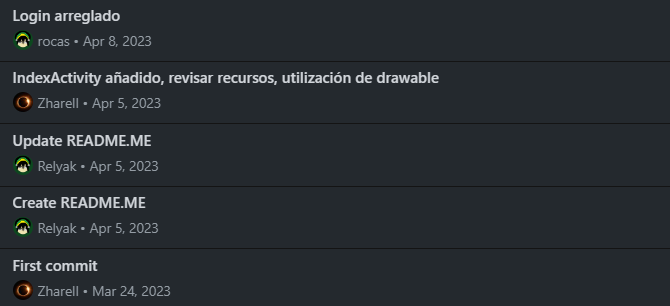 Login arreglado
rocas • Apr 8, 2023
IndexActivity añadido, revisar recursos, utilización de drawable
Zharell • Apr 5, 2023
Update README.ME
Relyak • Apr 5, 2023
Create README.ME
Relyak • Apr 5, 2023
First commit
Zharell • Mar 24, 2023